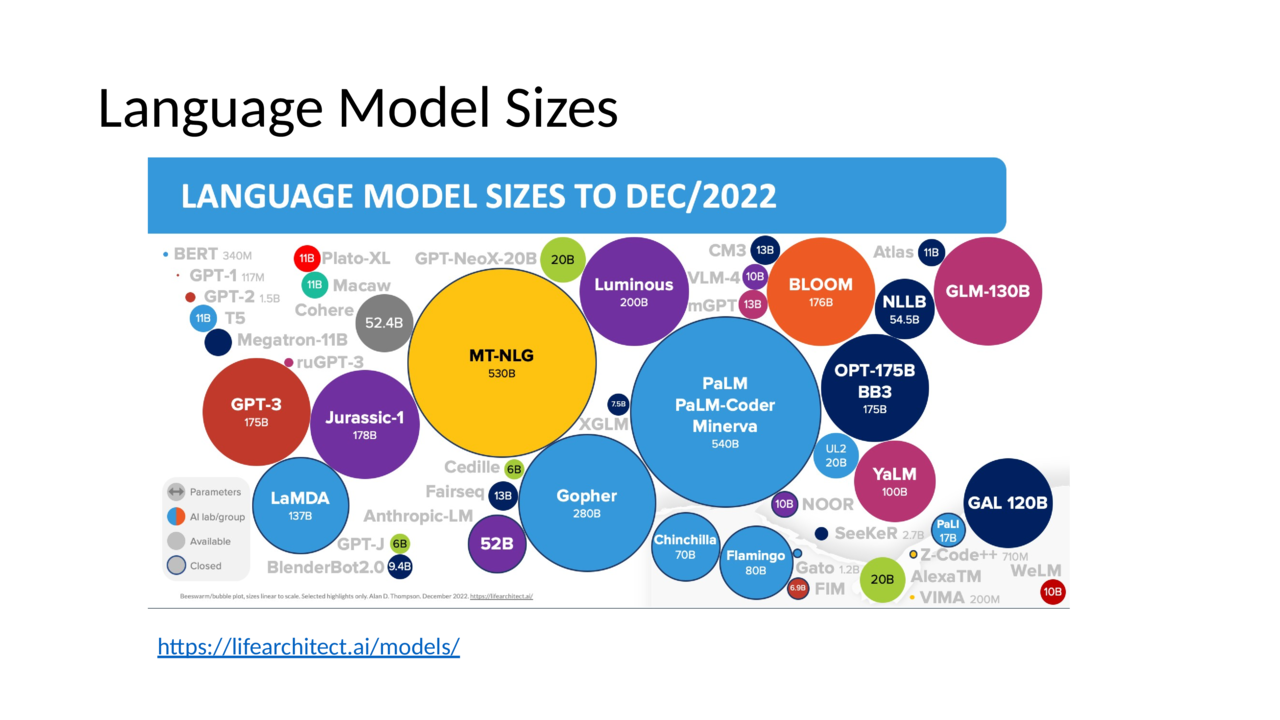 Language Model Sizes
LANGUAGE MODEL SIZES TO DEC/2022
BERT 340M
GPT-1 117M
GPT-2 1.5B
11B T5
Megatron-11B
ruGPT-3
11B Plato-XL
11B Macaw
Cohere 52.4B
GPT-NeoX-20B 20B
MT-NLG
530B
Luminous
200B
CM3 13B
VLM-4 10B
mGPT 13B
BLOOM
176B
Atlas 11B
NLLB
54.5B
GLM-130B
GPT-3
175B
Jurassic-1
178B
7.5B
XGLM
PaLM
PaLM-Coder
Minerva
540B
OPT-175B
BB3
175B
UL2
20B
YaLM
100B
GAL 120B
LaMDA
137B
Cedille 6B
Fairseq 13B
Anthropic-LM
52B
GPT-J 6B
BlenderBot2.0 9.4B
Gopher
280B
Chinchilla
70B
Flamingo
80B
10B NOOR
SeeKeR 2.7B
PaLI
17B
Gato 1.2B
6.9B FIM
20B
Z-Code++ 710M
AlexaTM
VIMA 200M
WeLM
10B
Parameters
AI lab/group
Available
Closed
Beeswarm/bubble plot, sizes linear to scale. Selected highlights only. Alan D. Thompson. December 2022. https://lifearchitect.ai/
https://lifearchitect.ai/models/